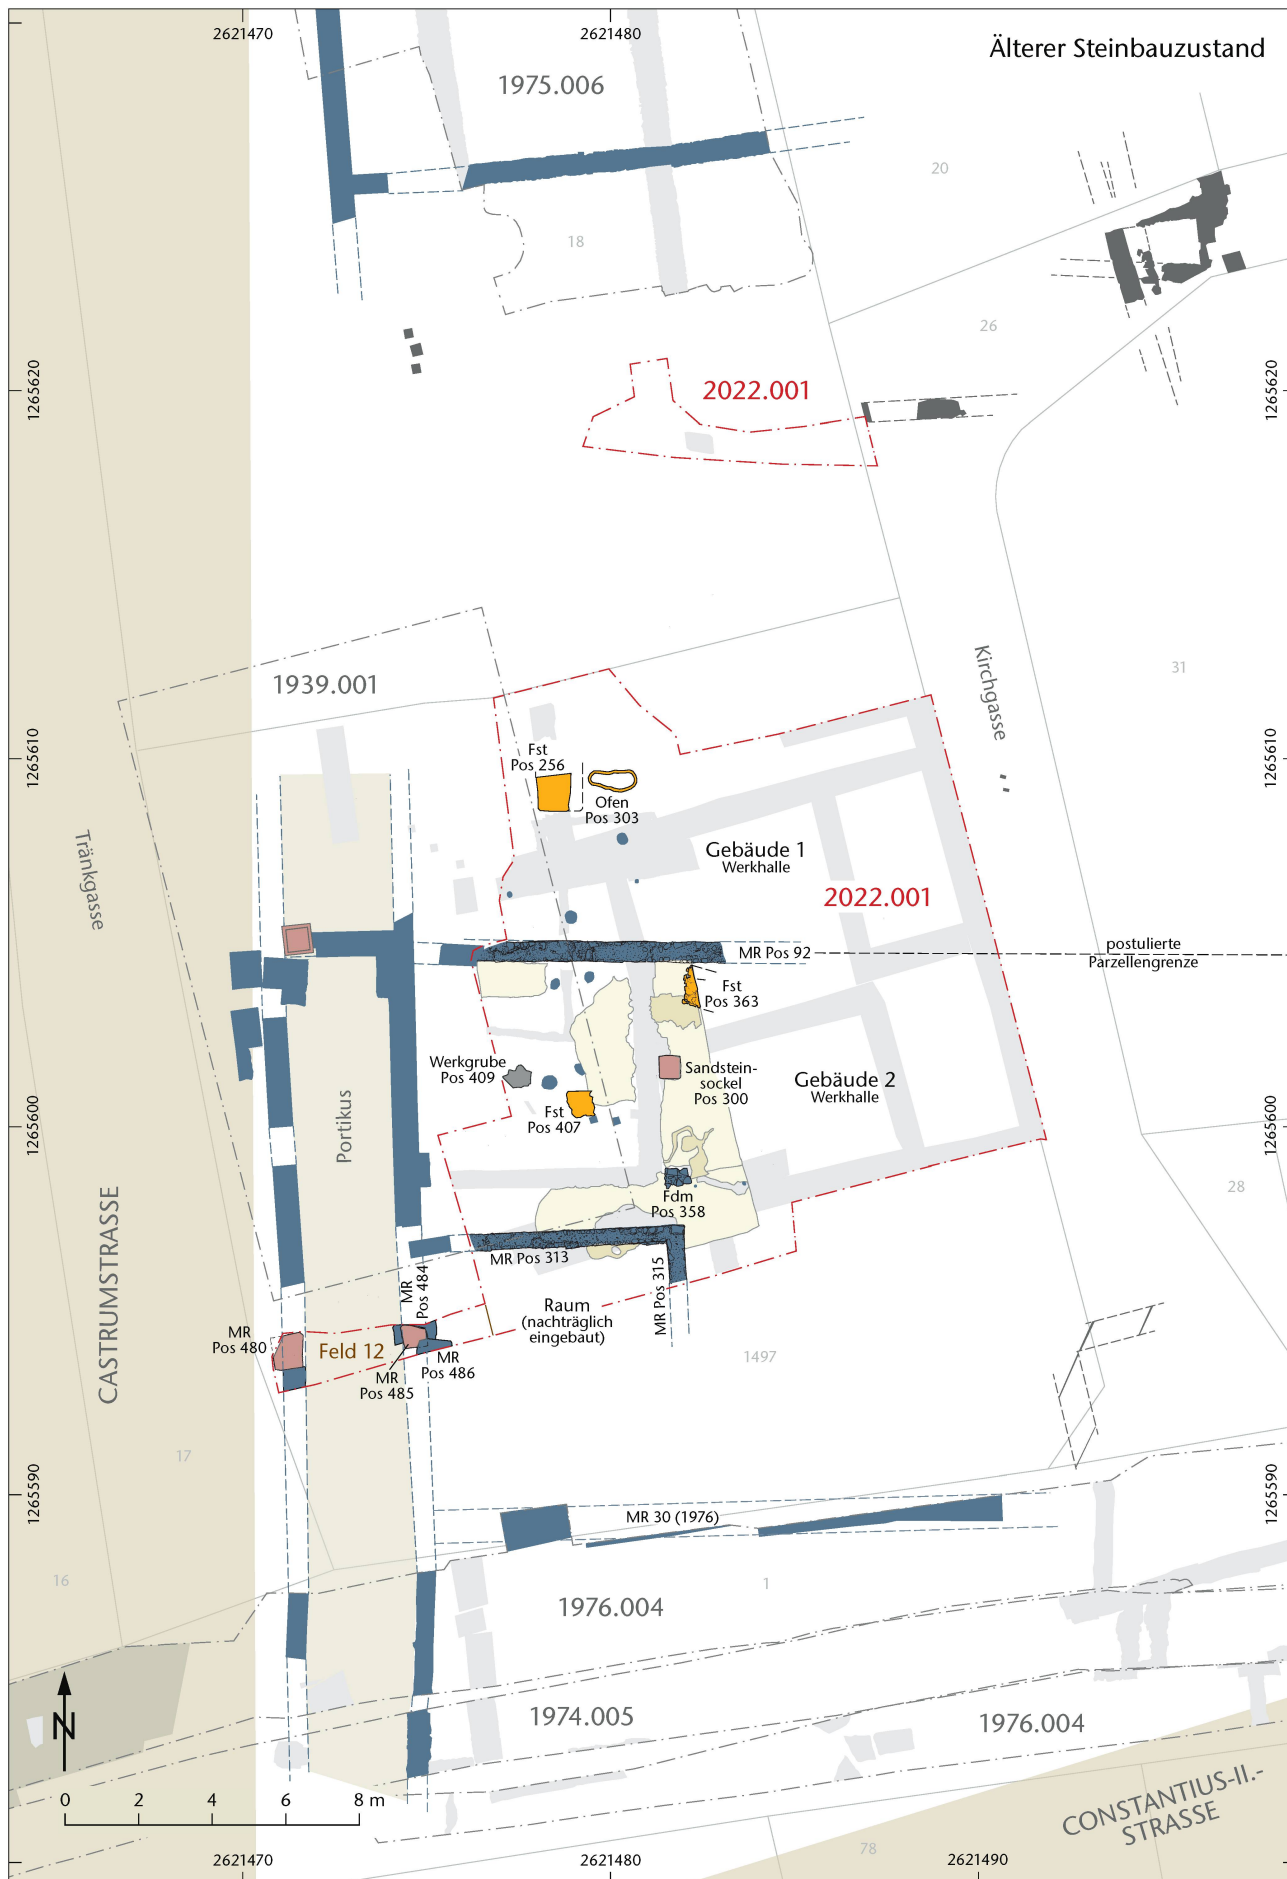 2621470
2621480
Älterer Steinbauzustand
1975.006
20
18
26
1265620
2022.001
1265620
Kirchgasse
31
1939.001
1265610
Fst
Pos 256
Ofen
Pos 303
1265610
Tränkgasse
Gebäude 1
Werkhalle
2022.001
MR Pos 92
postulierte
Parzellengrenze
Fst
Pos 363
Werkgrube
Pos 409
Sandstein-
sockel
Pos 300
Gebäude 2
Werkhalle
Portikus
Fst
Pos 407
1265600
1265600
28
CASTRUMSTRASSE
Fdm
Pos 358
MR Pos 313
MR Pos 315
MR
Pos 484
Raum
(nachträglich
eingebaut)
MR
Pos 480
Feld 12
MR
Pos 485
MR
Pos 486
1497
17
1265590
MR 30 (1976)
1265590
16
1
1976.004
1974.005
1976.004
N
0 2 4 6 8 m
CONSTANTIUS-II.-
STRASSE
78
2621470
2621480
2621490